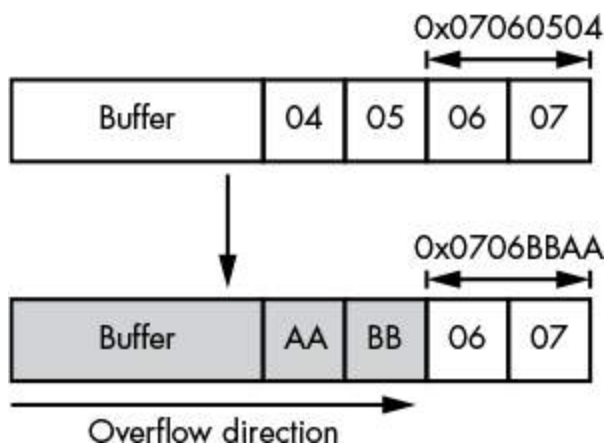 0x07060504
Buffer 04 05 06 07
0x0706BBAA
Buffer AA BB 06 07
Overflow direction